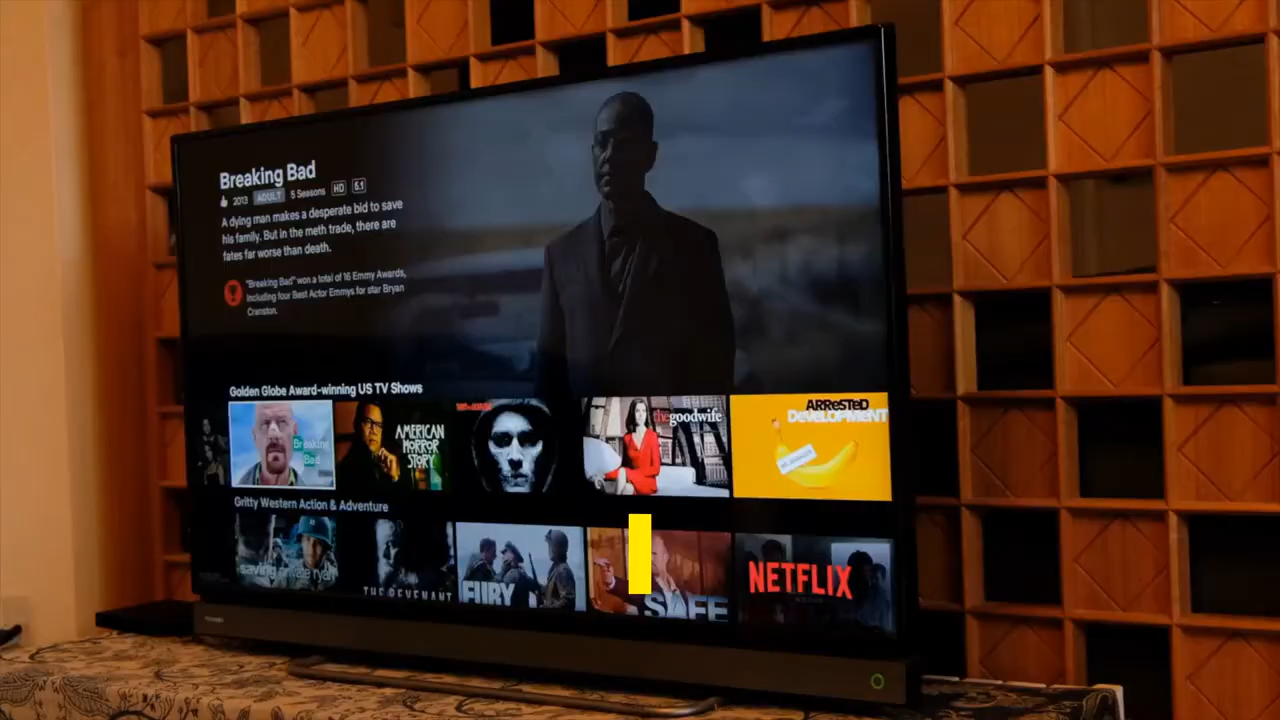 Breaking Bad
2013 ADULT 5 Seasons HD 5.1
A dying man makes a desperate bid to save
his family. But in the meth trade, there are
fates far worse than death.
"Breaking Bad" won a total of 16 Emmy Awards,
including four Best Actor Emmys for star Bryan
Cranston.
Golden Globe Award-winning US TV Shows
Breaking
Bad
AMERICAN
HORROR
STORY
thegoodwife
ARReSTeD
DeVeLOPMENT
Gritty Western Action & Adventure
saving private ryan
THE REVENANT
FURY
SAFE
NETFLIX
TOSHIBA